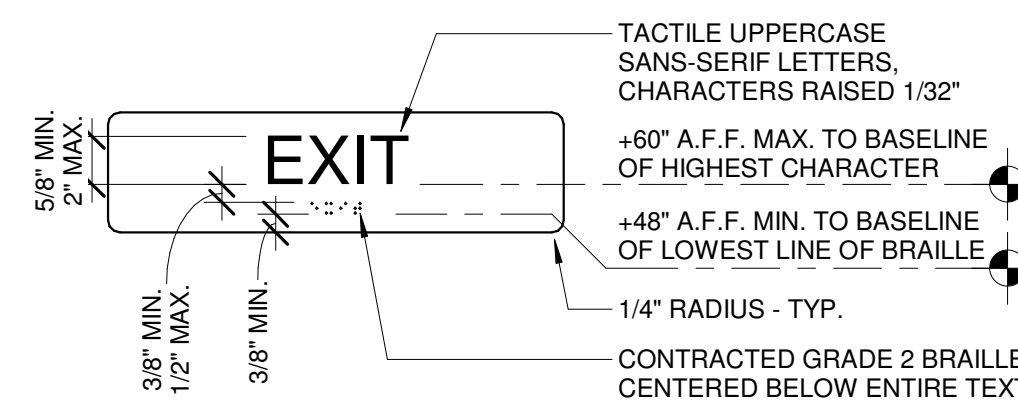 TACTILE UPPERCASE
SANS-SERIF LETTERS,
CHARACTERS RAISED 1/32"
5/8" MIN.
2" MAX.
EXIT
+60" A.F.F. MAX. TO BASELINE
OF HIGHEST CHARACTER
+48" A.F.F. MIN. TO BASELINE
OF LOWEST LINE OF BRAILLE
3/8" MIN.
1/2" MAX.
3/8" MIN.
1/4" RADIUS - TYP.
CONTRACTED GRADE 2 BRAILLE
CENTERED BELOW ENTIRE TEXT